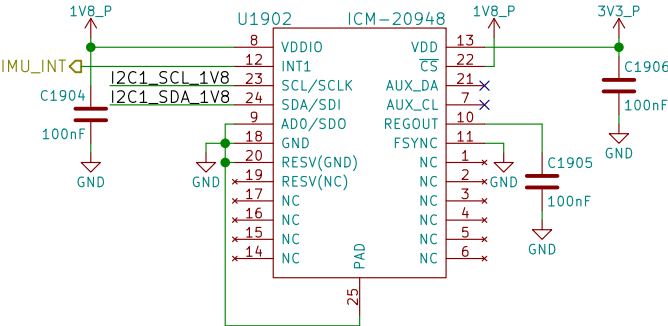 1V8_P
U1902
ICM-20948
1V8_P
3V3_P
8 VDDIO
VDD 13
IMU_INT
12 INT1
CS 22
C1906
I2C1_SCL_1V8
23 SCL/SCLK
AUX_DA 21
C1904
I2C1_SDA_1V8
24 SDA/SDI
AUX_CL 7
100nF
100nF
9 AD0/SDO
REGOUT 10
18 GND
FSYNC 11
GND
20 RESV(GND)
NC 1
C1905
GND
GND
19 RESV(NC)
NC 2
GND
17 NC
NC 3
100nF
16 NC
NC 4
15 NC
NC 5
GND
14 NC
NC 6
PAD
25